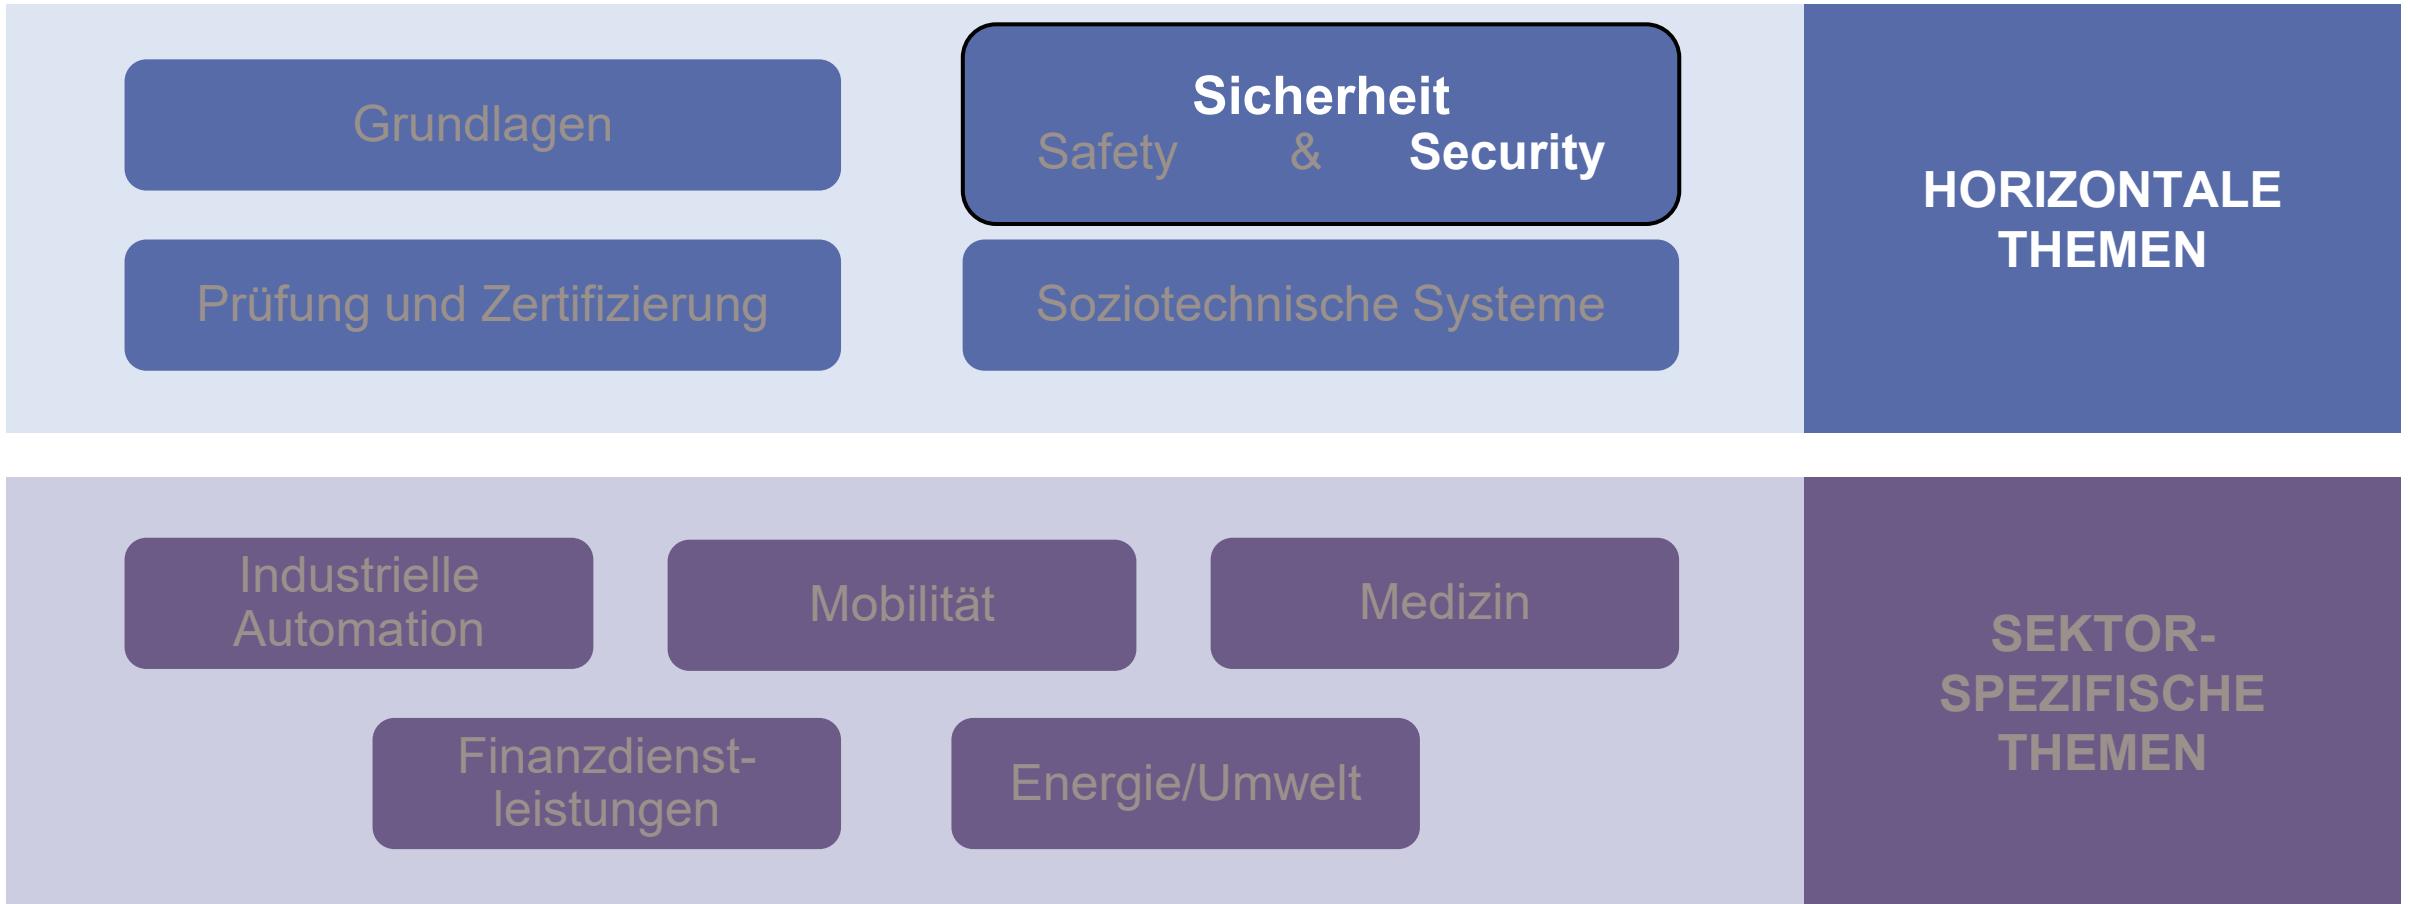 Grundlagen
Sicherheit
Safety & Security
Prüfung und Zertifizierung
Soziotechnische Systeme
HORIZONTALE
THEMEN
Industrielle
Automation
Mobilität
Medizin
Finanzdienst-
leistungen
Energie/Umwelt
SEKTOR-
SPEZIFISCHE
THEMEN